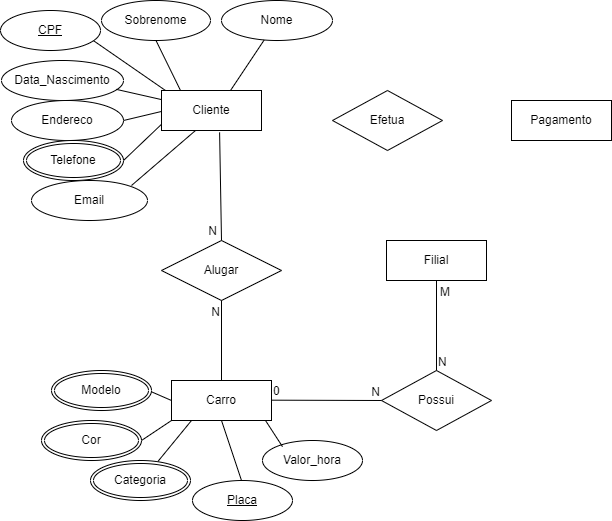 Sobrenome
Nome
CPF
Data_Nascimento
Cliente
Endereco
Efetua
Pagamento
Telefone
Email
N
Alugar
Filial
M
N
N
Modelo
Carro
0
N
Possui
Cor
Valor_hora
Categoria
Placa